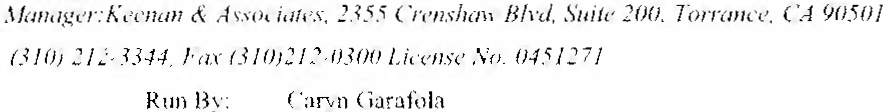 Manager:Keenan & Associates, 2355 Crenshaw Blvd, Suite 200, Torrance, CA 90501
(310) 212-3344, Fax (310)212-0300 License No. 0451271
Run By: Caryn Garafola